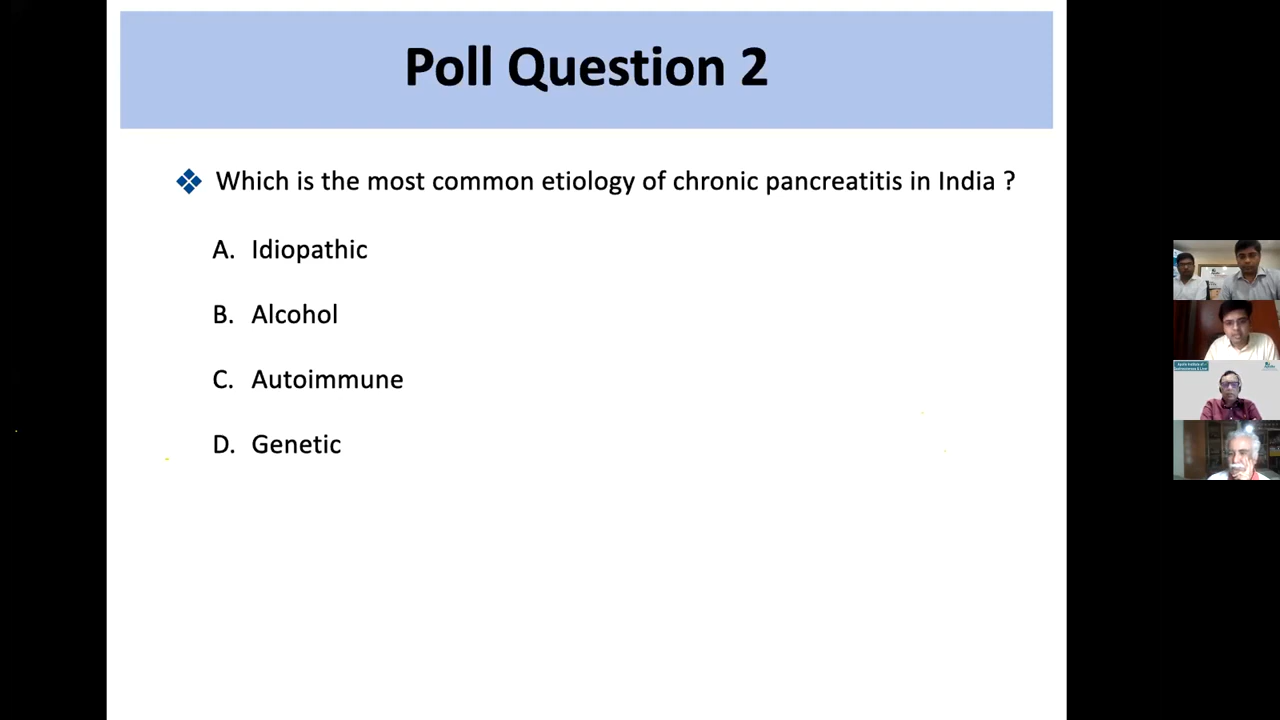 Poll Question 2
Which is the most common etiology of chronic pancreatitis in India ?
A. Idiopathic
B. Alcohol
C. Autoimmune
D. Genetic